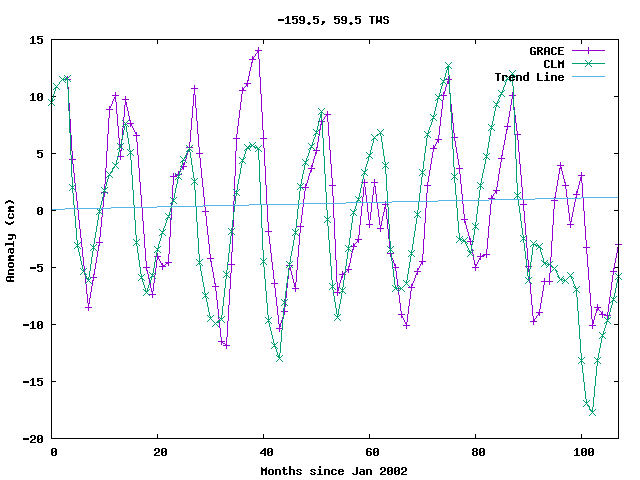 -159.5, 59.5 TWS
GRACE
CLM
Trend Line
15
10
5
0
-5
-10
-15
-20
Anomaly (cm)
0 20 40 60 80 100
Months since Jan 2002